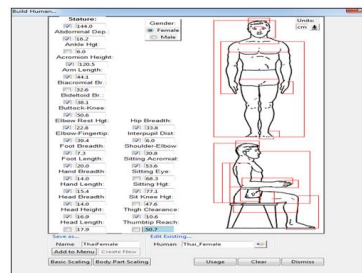 Build Human...
Stature:
144.0
Abdominal Dep.
16.2
Ankle Hgt:
6.0
Acromion Height:
120.5
Arm Length:
44.1
Biacromial Br.:
32.6
Bideltoid Br.:
38.1
Buttock-Knee:
50.6
Elbow Rest Hgt:
22.8
Elbow-Fingertip:
39.4
Foot Breadth:
7.3
Foot Length:
20.0
Hand Breadth
14.0
Hand Length:
15.4
Head Breadth:
14.0
Head Height:
16.9
Head Length:
17.9
Hip Breadth:
33.8
Interpupil Dist
6.0
Shoulder-Elbow:
30.8
Sitting Acromial:
53.6
Sitting Eye:
68.3
Sitting Hgt:
77.1
Sit Knee Hgt:
47.6
Thigh Clearance:
10.6
Thumbtip Reach:
50.7
Gender:
Female
Male
Units:
cm
Save as...
Name ThaiFemale
Add to Menu Create New
Edit Existing...
Human Thai_Female
Basic Scaling Body Part Scaling
Usage Clear Dismiss